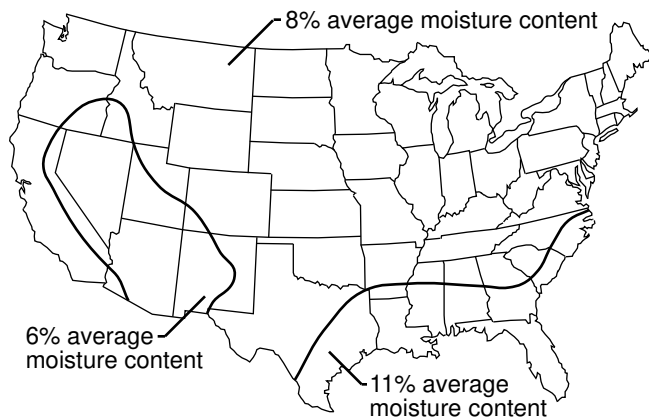 8% average moisture content
6% average
moisture content
11% average
moisture content